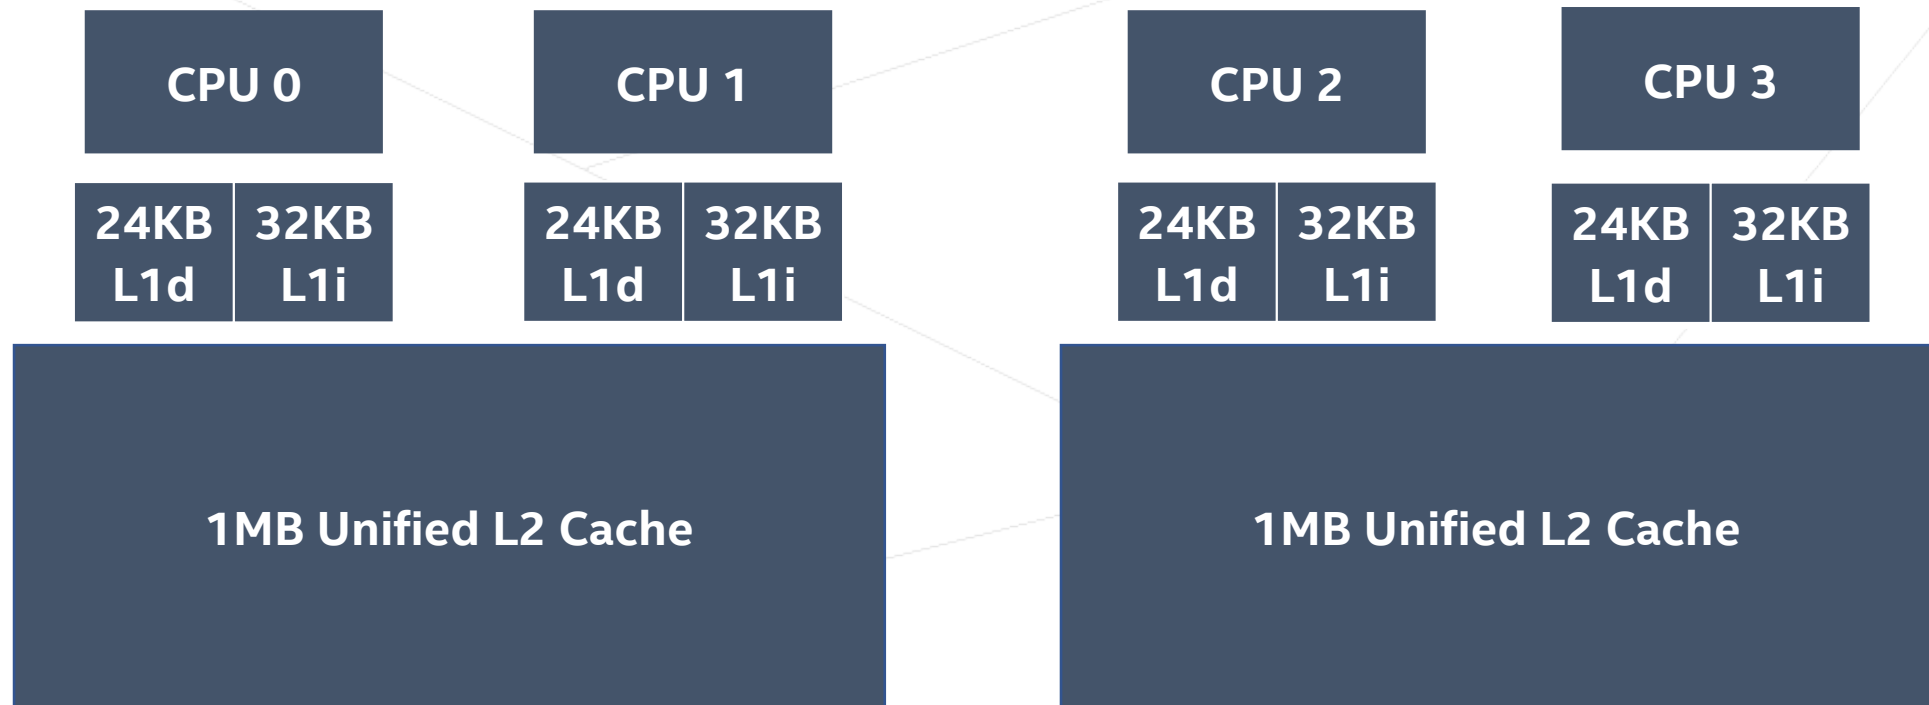 CPU 0
CPU 1
CPU 2
CPU 3
24KB
L1d
32KB
L1i
24KB
L1d
32KB
L1i
24KB
L1d
32KB
L1i
24KB
L1d
32KB
L1i
1MB Unified L2 Cache
1MB Unified L2 Cache